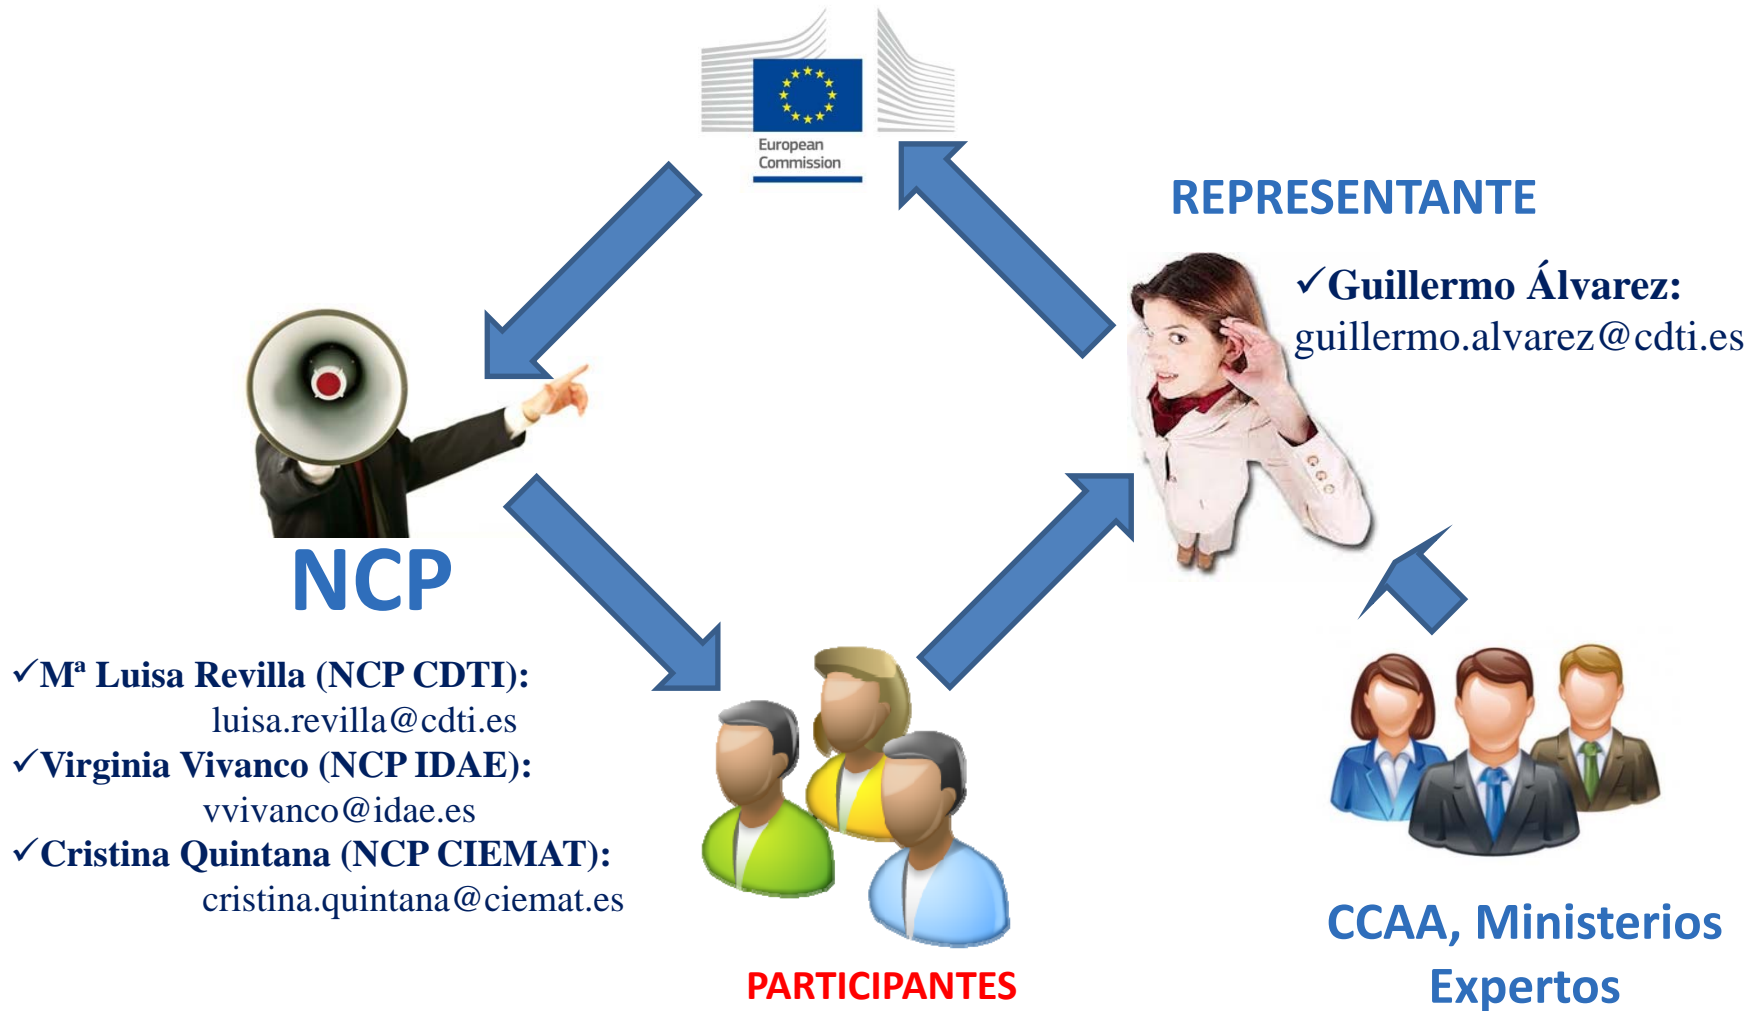 European
Commission
REPRESENTANTE
✓Guillermo Álvarez:
guillermo.alvarez@cdti.es
NCP
✓Mª Luisa Revilla (NCP CDTI):
luisa.revilla@cdti.es
✓Virginia Vivanco (NCP IDAE):
vvivanco@idae.es
✓Cristina Quintana (NCP CIEMAT):
cristina.quintana@ciemat.es
PARTICIPANTES
CCAA, Ministerios
Expertos